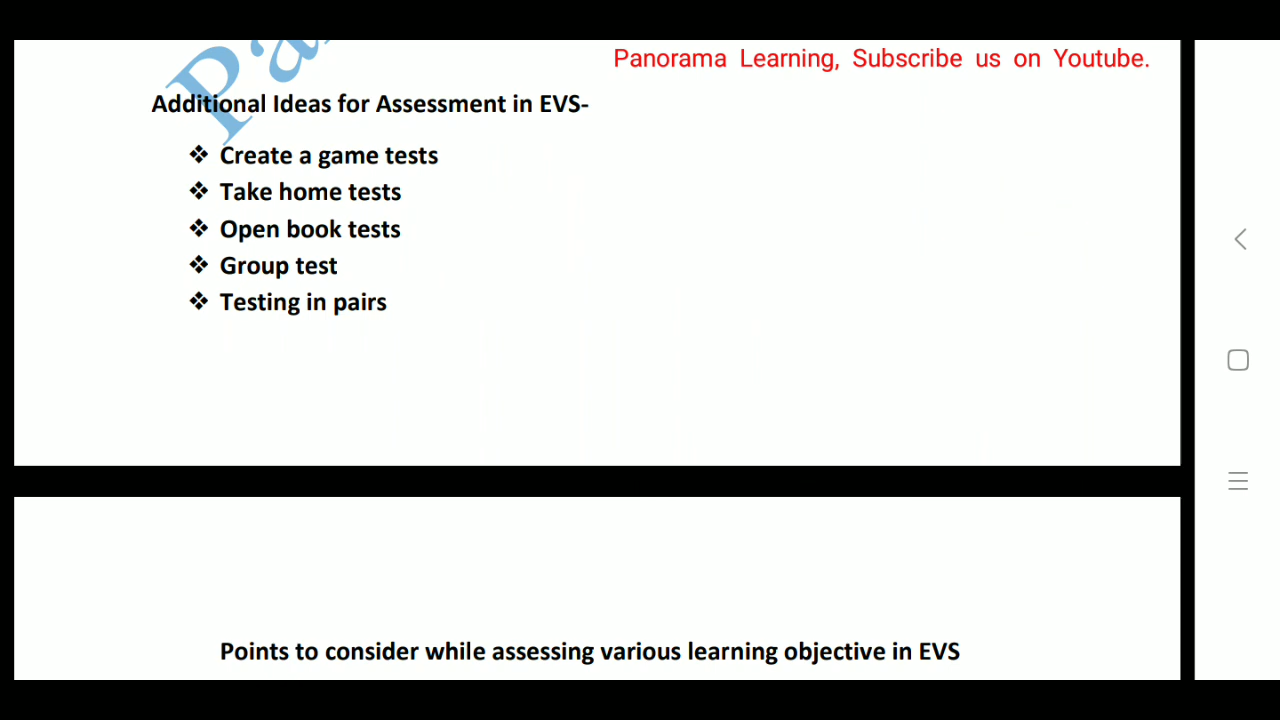 Panorama Learning, Subscribe us on Youtube.
Pa
Additional Ideas for Assessment in EVS-
❖ Create a game tests
❖ Take home tests
❖ Open book tests
❖ Group test
❖ Testing in pairs
Points to consider while assessing various learning objective in EVS